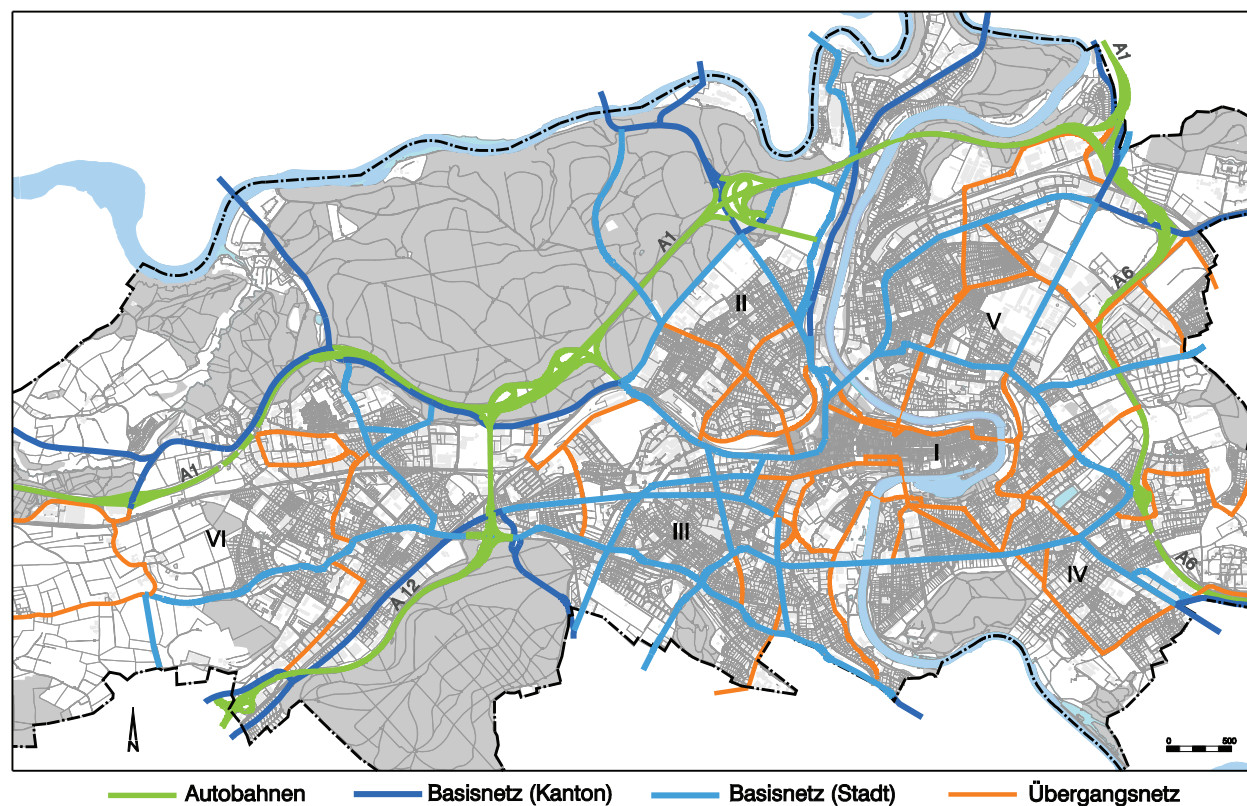 A1
A1
A6
II
V
I
A1
VI
III
A 12
IV
A6
N
0 500
Autobahnen Basisnetz (Kanton) Basisnetz (Stadt) Übergangsnetz